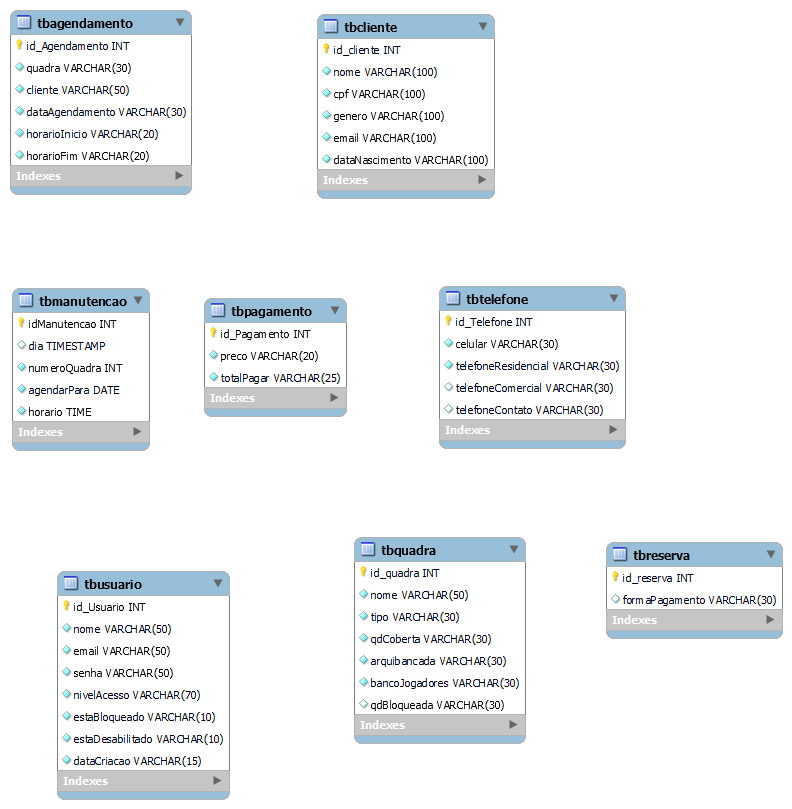 tbagendamento
id_Agendamento INT
quadra VARCHAR(30)
cliente VARCHAR(50)
dataAgendamento VARCHAR(30)
horarioInicio VARCHAR(20)
horarioFim VARCHAR(20)
Indexes
tbcliente
id_cliente INT
nome VARCHAR(100)
cpf VARCHAR(100)
genero VARCHAR(100)
email VARCHAR(100)
dataNascimento VARCHAR(100)
Indexes
tbmanutencao
idManutencao INT
dia TIMESTAMP
numeroQuadra INT
agendarPara DATE
horario TIME
Indexes
tbpagamento
id_Pagamento INT
preco VARCHAR(20)
totalPagar VARCHAR(25)
Indexes
tbtelefone
id_Telefone INT
celular VARCHAR(30)
telefoneResidencial VARCHAR(30)
telefoneComercial VARCHAR(30)
telefoneContato VARCHAR(30)
Indexes
tbusuario
id_Usuario INT
nome VARCHAR(50)
email VARCHAR(50)
senha VARCHAR(50)
nivelAcesso VARCHAR(70)
estaBloqueado VARCHAR(10)
estaDesabilitado VARCHAR(10)
dataCriacao VARCHAR(15)
Indexes
tbquadra
id_quadra INT
nome VARCHAR(50)
tipo VARCHAR(30)
qdCoberta VARCHAR(30)
arquibancada VARCHAR(30)
bancoJogadores VARCHAR(30)
qdBloqueada VARCHAR(30)
Indexes
tbreserva
id_reserva INT
formaPagamento VARCHAR(30)
Indexes